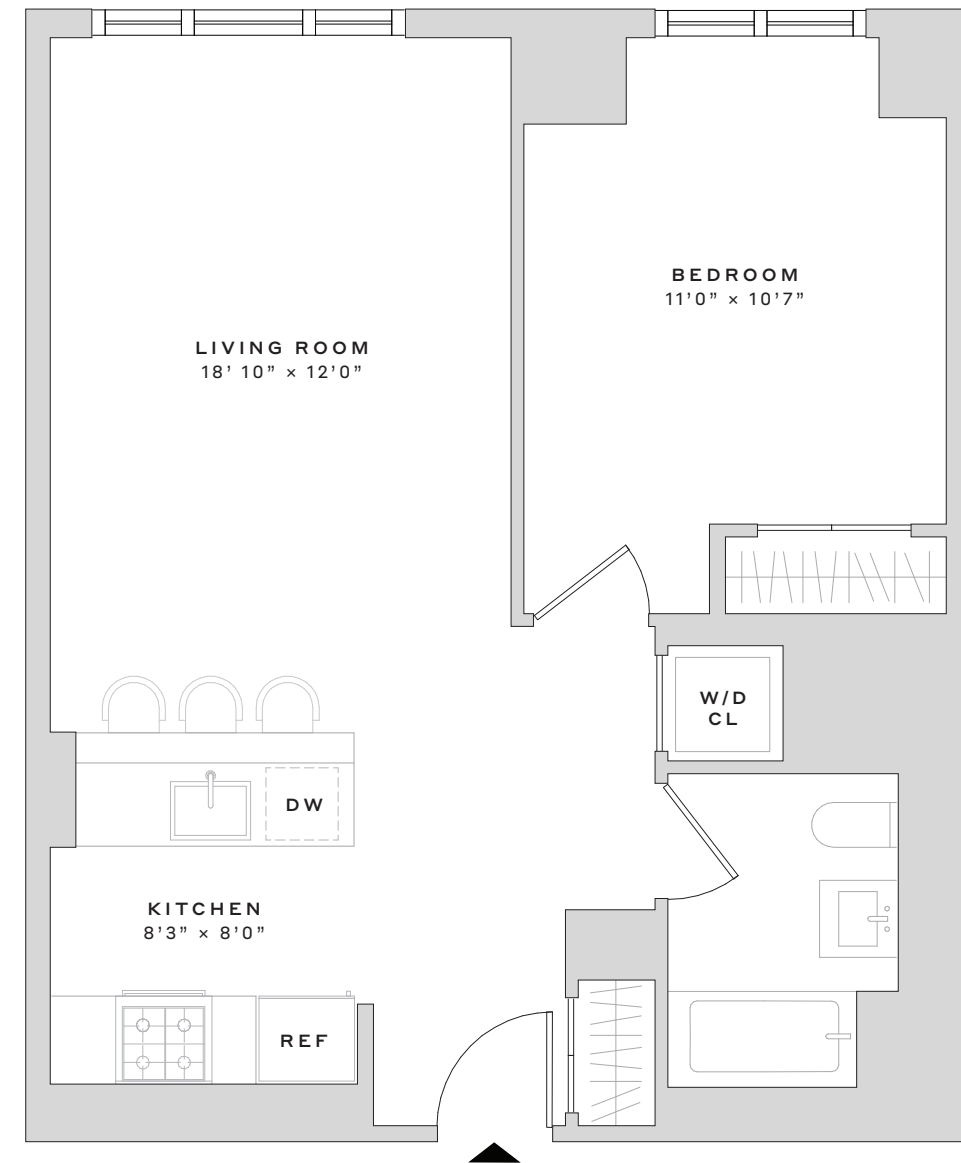 BEDROOM
11’0” × 10’7”
LIVING ROOM
18’ 10” × 12’0”
W/D
CL
DW
KITCHEN
8’3” × 8’0”
REF